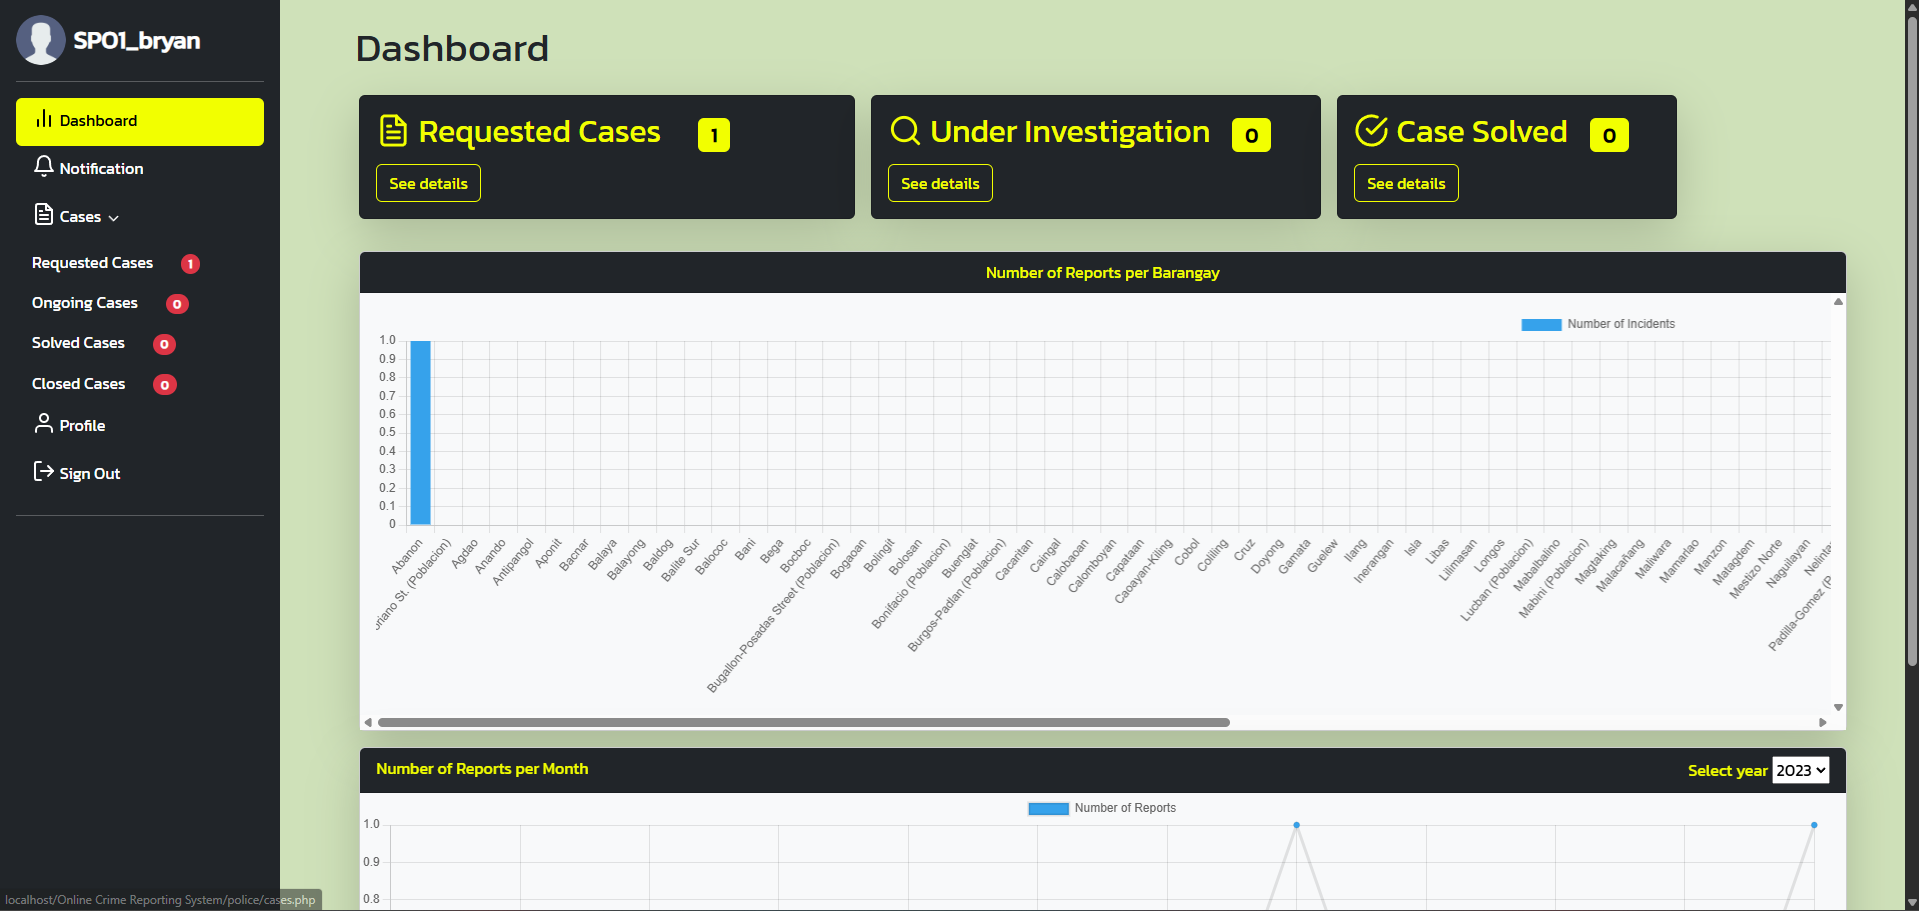 SPO1_bryan
Dashboard
Notification
Cases
Requested Cases 1
Ongoing Cases 0
Solved Cases 0
Closed Cases 0
Profile
Sign Out
Dashboard
Requested Cases 1
See details
Under Investigation 0
See details
Case Solved 0
See details
Number of Reports per Barangay
Number of Incidents
1.0
0.9
0.8
0.7
0.6
0.5
0.4
0.3
0.2
0.1
0
Abanon
riano St. (Poblacion)
Agdao
Anando
Antipangol
Aponit
Bacnar
Balaya
Balayong
Baldog
Balite Sur
Balococ
Bani
Bega
Bocboc
Bugallon-Posadas Street (Poblacion)
Bogaoan
Bolingit
Bolosan
Bonifacio (Poblacion)
Buenglat
Burgos-Padlan (Poblacion)
Cacaritan
Caingal
Calobaoan
Calomboyan
Capataan
Caoayan-Kiling
Cobol
Coliling
Cruz
Doyong
Gamata
Guelew
Ilang
Inerangan
Isla
Libas
Lilimasan
Longos
Lucban (Poblacion)
Mabalbalino
Mabini (Poblacion)
Magtaking
Malacañang
Maliwara
Mamarlao
Manzon
Matagdem
Mestizo Norte
Naguilayan
Nelinta
Padilla-Gomez (P
Number of Reports per Month
Select year 2023
Number of Reports
1.0
0.9
0.8
localhost/Online Crime Reporting System/police/cases.php